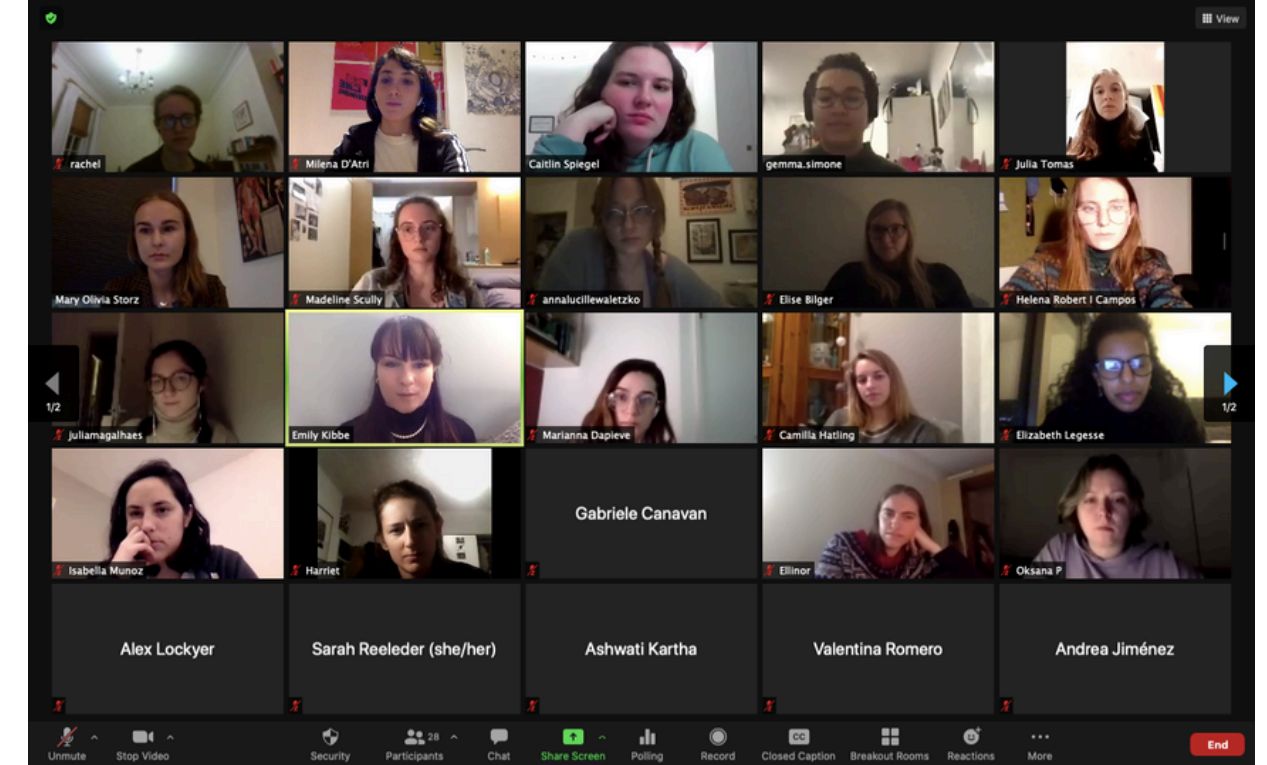 View
rachel
Milena D'Atri
Caitlin Spiegel
gemma.simone
Julia Tomas
Mary Olivia Storz
Madeline Scully
annalucillewaletzko
Elise Bilger
Helena Robert I Campos
1/2
1/2
juliamagalhaes
Emily Kibbe
Marianna Dapieve
Camilla Hatling
Elizabeth Legesse
Isabella Munoz
Harriet
Gabriele Canavan
Ellinor
Oksana P
Alex Lockyer
Sarah Reeleder (she/her)
Ashwati Kartha
Valentina Romero
Andrea Jiménez
Unmute
Stop Video
Security
28
Participants
Chat
Share Screen
Polling
Record
CC
Closed Caption
Breakout Rooms
Reactions
More
End